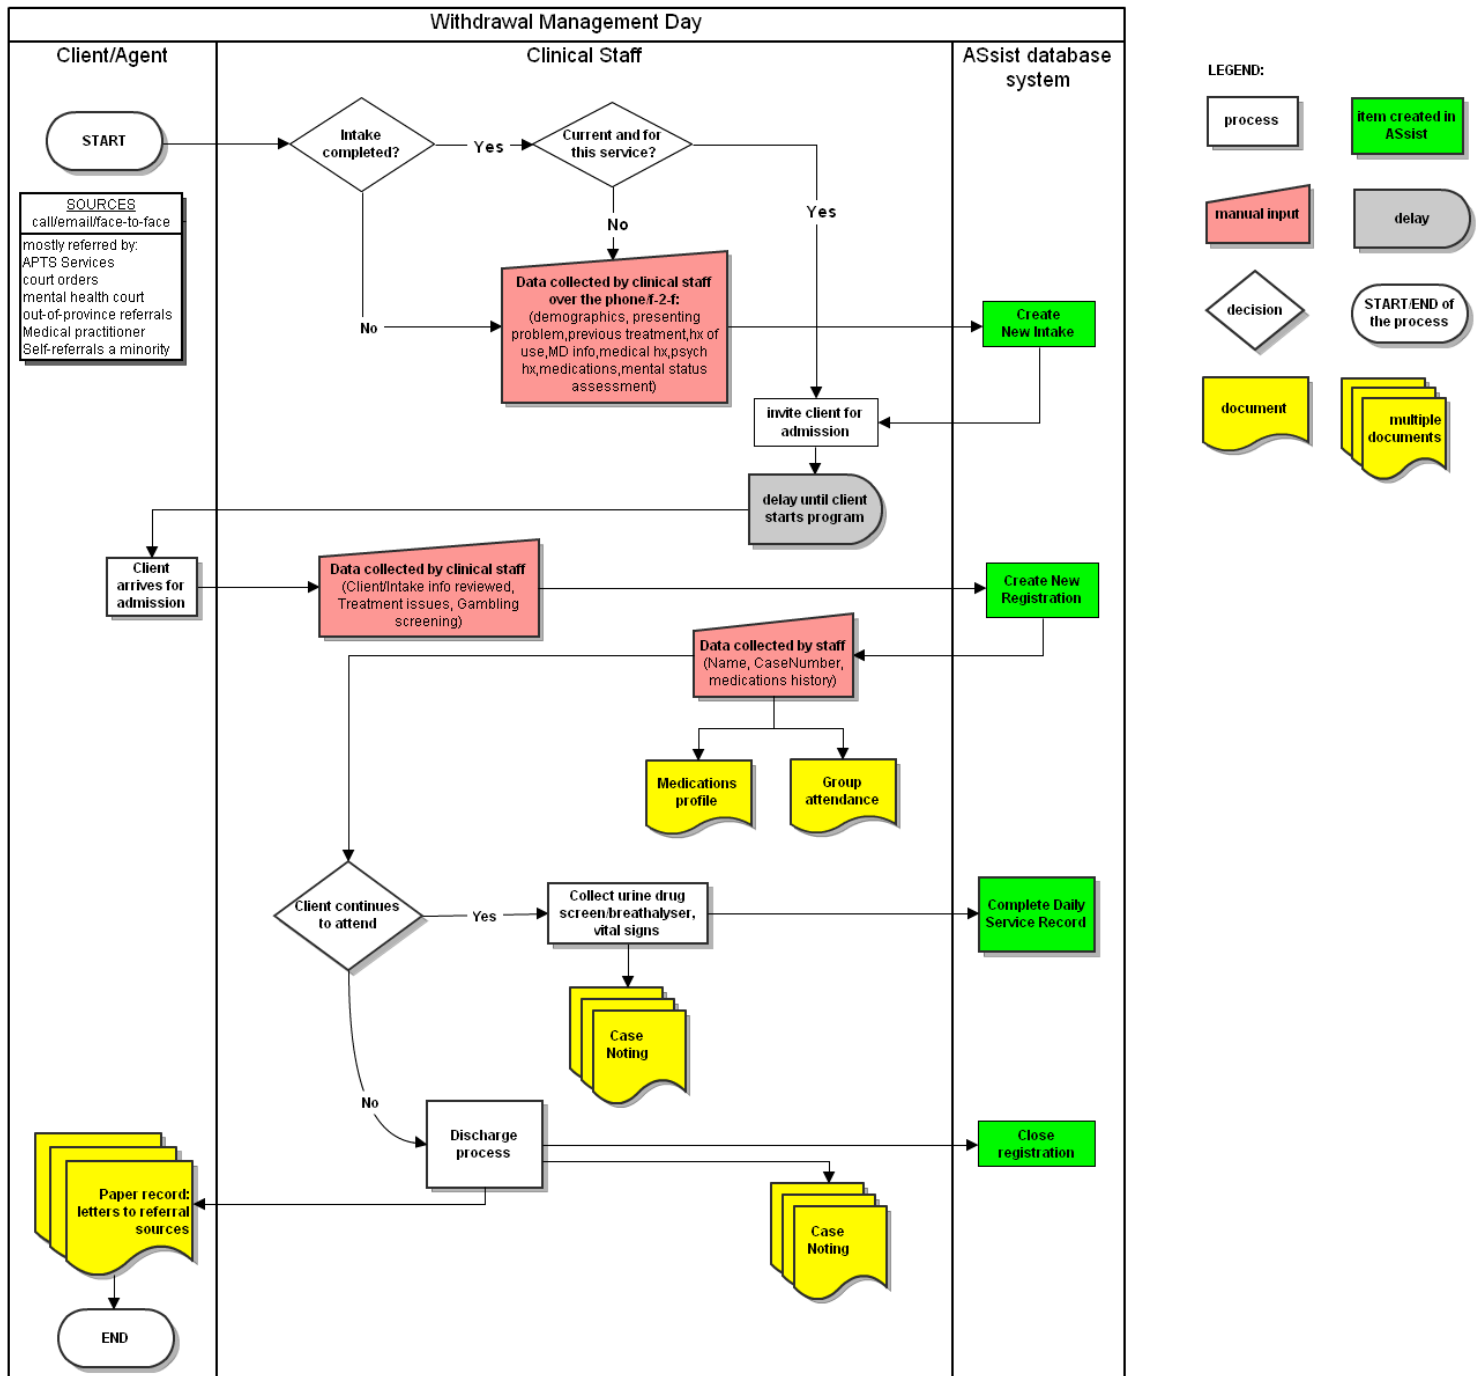 Withdrawal Management Day
Client/Agent
Clinical Staff
ASsist database
system
START
Intake
completed?
Yes
Current and for
this service?
Yes
No
No
SOURCES
call/email/face-to-face
mostly referred by:
APTS Services
court orders
mental health court
out-of-province referrals
Medical practitioner
Self-referrals a minority
Data collected by clinical staff
over the phone/f-2-f:
(demographics, presenting
problem,previous treatment,hx of
use,MD info,medical hx,psych
hx,medications,mental status
assessment)
Create
New Intake
invite client for
admission
delay until client
starts program
Client
arrives for
admission
Data collected by clinical staff
(Client/Intake info reviewed,
Treatment issues, Gambling
screening)
Create New
Registration
Data collected by staff
(Name, CaseNumber,
medications history)
Medications
profile
Group
attendance
Client continues
to attend
Yes
Collect urine drug
screen/breathalyser,
vital signs
Complete Daily
Service Record
Case
Noting
No
Discharge
process
Close
registration
Paper record:
letters to referral
sources
Case
Noting
END
LEGEND:
process
item created in
ASsist
manual input
delay
decision
START/END of
the process
document
multiple
documents